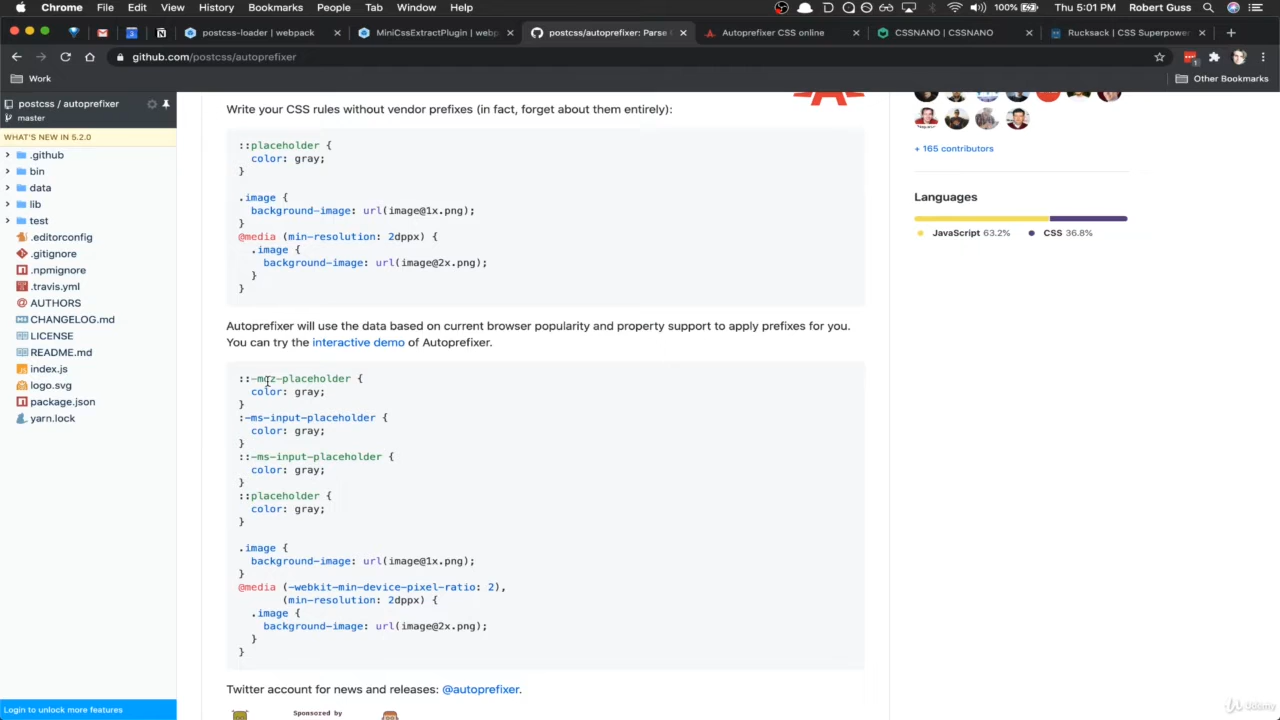 Chrome File Edit View History Bookmarks People Tab Window Help 100% Thu 5:01 PM Robert Guss
postcss-loader | webpack MiniCssExtractPlugin | webp postcss/autoprefixer: Parse Autoprefixer CSS online CSSNANO | CSSNANO Rucksack | CSS Superpower
github.com/postcss/autoprefixer
Work Other Bookmarks
postcss / autoprefixer
master
WHAT'S NEW IN 5.2.0
.github
bin
data
lib
test
.editorconfig
.gitignore
.npmignore
.travis.yml
AUTHORS
CHANGELOG.md
LICENSE
README.md
index.js
logo.svg
package.json
yarn.lock
Login to unlock more features
Write your CSS rules without vendor prefixes (in fact, forget about them entirely):
::placeholder {
color: gray;
}
.image {
background-image: url(image@1x.png);
}
@media (min-resolution: 2dppx) {
.image {
background-image: url(image@2x.png);
}
}
Autoprefixer will use the data based on current browser popularity and property support to apply prefixes for you.
You can try the interactive demo of Autoprefixer.
::-moz-placeholder {
color: gray;
}
:-ms-input-placeholder {
color: gray;
}
::-ms-input-placeholder {
color: gray;
}
::placeholder {
color: gray;
}
.image {
background-image: url(image@1x.png);
}
@media (-webkit-min-device-pixel-ratio: 2),
(min-resolution: 2dppx) {
.image {
background-image: url(image@2x.png);
}
}
Twitter account for news and releases: @autoprefixer.
Sponsored by
+ 165 contributors
Languages
JavaScript 63.2% CSS 36.8%
Udemy